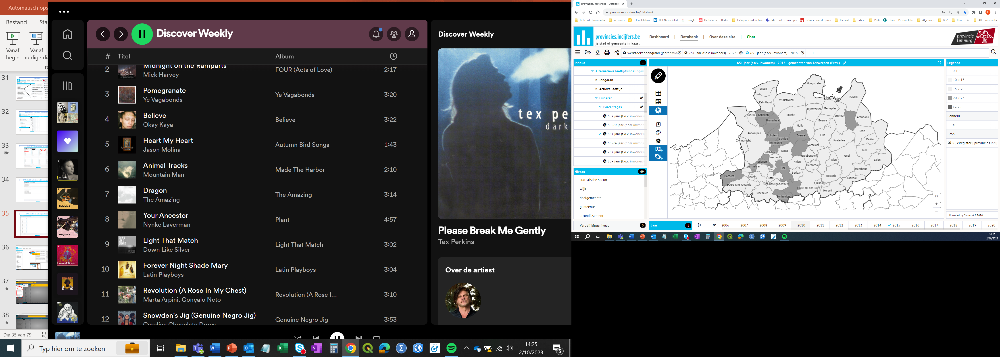 Automatisch ops
Bestand
Sta
Vanaf
begin
Vanaf
huidige dia
31
32
33
34
35
36
37
38
Dia 35 van 79
Discover Weekly
#
Titel
Album
2
Midnight on the Ramparts
Mick Harvey
FOUR (Acts of Love)
2:17
3
Pomegranate
Ye Vagabonds
Ye Vagabonds
3:20
4
Believe
Okay Kaya
Believe
3:22
5
Heart My Heart
Jason Molina
Autumn Bird Songs
1:43
6
Animal Tracks
Mountain Man
Made The Harbor
2:10
7
Dragon
The Amazing
The Amazing
3:14
8
Your Ancestor
Nynke Laverman
Plant
4:57
9
Light That Match
Down Like Silver
Light That Match
3:02
10
Forever Night Shade Mary
Latin Playboys
Latin Playboys
3:04
11
Revolution (A Rose In My Chest)
Marta Arpini, Gonçalo Neto
Revolution (A Rose I...
3:10
12
Snowden's Jig (Genuine Negro Jig)
Carolina Chocolate Drops
Genuine Negro Jig
3:53
Jazzmix
Daily Mix 5
Daily Mix 2
Jaren 2000-mix
Discover Weekly
tex pe
dark
Please Break Me Gently
Tex Perkins
Over de artiest
Typ hier om te zoeken
14:25
2/10/2023
5
provincies.incijfers.be - Databan
provincies.incijfers.be/databank
Beheerde bookmarks
accounts
Telenet: Inbox
Het Nieuwsblad
Google
Herbeluister - Radi...
Geïmporteerd uit In...
Microsoft Teams - p...
extranet van de pro...
Klimaat
arbeid
PinC
Home - Provant Int...
Algemeen
KSZ
Kbo
»
Alle bookmarks
provincies.incijfers.be
je stad of gemeente in kaart
Dashboard | Databank | Over deze site | Chat
provincie
Limburg
werkzoekendengraad (jaargemid
75+ jaar (t.o.v. inwoners) - 2023 -
65+ jaar (t.o.v. inwoners) - 2015 -
+
Inhoud
1
Alternatieve leeftijdsindelingen
Jongeren
Actieve leeftijd
Ouderen
Percentages
60+ jaar (t.o.v. inwoners)
60-79 jaar (t.o.v. inwone
65+ jaar (t.o.v. inwoners)
65-74 jaar (t.o.v. inwone
75+ jaar (t.o.v. inwoners)
80+ jaar (t.o.v. inwoners)
Niveau
69
statistische sector
wijk
deelgemeente
gemeente
arrondissement
Vergelijkingsniveau
0
65+ jaar (t.o.v. inwoners) - 2015 - gemeenten van Antwerpen (Prov.)
Hoogstraten
Essen
Ravels
Baarle-Hertog
Kalmthout
Wuustwezel
Merksplas
Rijkevorsel
Stabroek
Kapellen
Brecht
Turnhout
Arendonk
Brasschaat
Beerse
Malle
Retie
Antwerpen
Schoten
Zoersel
Lille
Schilde
Kasterlee
Dessel
Zwijndrecht
Wijnegem
Vorselaar
Ranst
Mol
Borsbeek
Grobbendonk
Geel
Boechout
Olen
Balen
Edegem
Nijlen
Herenthout
Aartselaar
Lint
Lier
Meerhout
Berlaar
Bornem
Boom
Duffel
Westerlo
Laakdal
Puurs-Sint-Amands
Sint-Katelijne-Waver
Hulshout
Heist-op-den-Berg
Herselt
Mechelen
Bonheiden
Legenda
< 10
10 < 15
15 < 20
20 < 25
>= 25
Eenheid
%
Bron
Rijksregister | provincies.inci
Powered by Swing 6.2.8670
Jaar
1
2006
2007
2008
2009
2010
2011
2012
2013
2014
2015
2016
2017
2018
2019
2020
14:25
2/10/2023